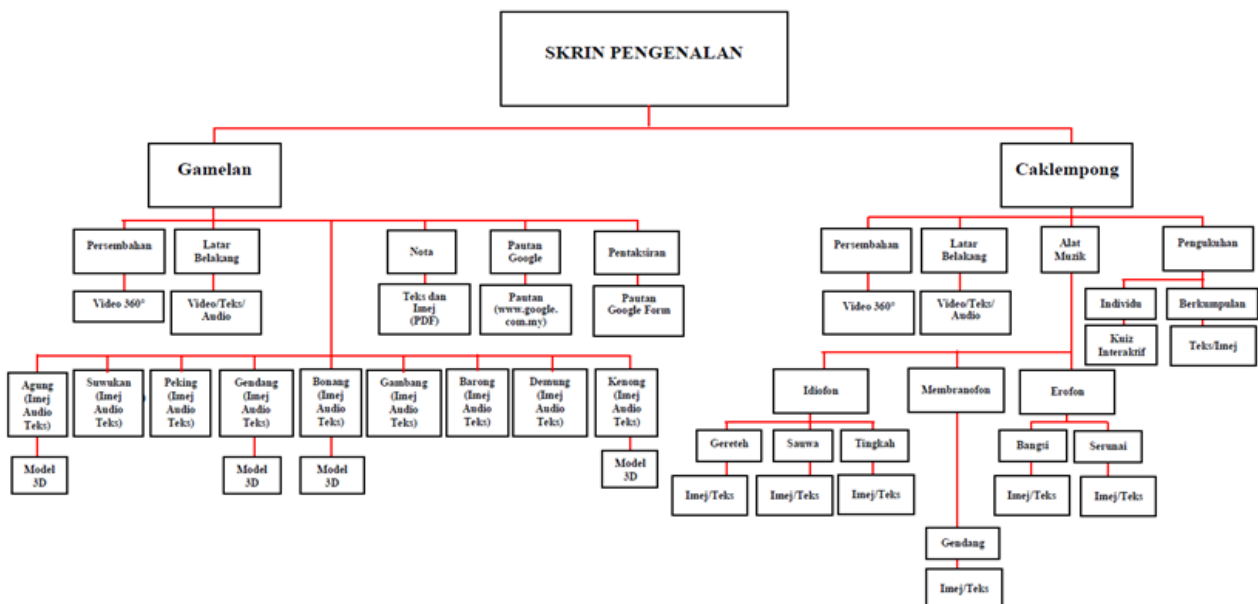 SKRIN PENGENALAN
Gamelan
Caklempong
Persembahan
Latar
Belakang
Nota
Pautan
Google
Pentaksiran
Persembahan
Latar
Belakang
Alat
Muzik
Pengukuhan
Video 360°
Video/Teks/
Audio
Teks dan
Imej
(PDF)
Pautan
(www.google.
com.my)
Pautan
Google Form
Video 360°
Video/Teks/
Audio
Individu
Berkumpulan
Kuiz
Interaktif
Teks/Imej
Agung
(Imej
Audio
Teks)
Suwukan
(Imej
Audio
Teks)
Peking
(Imej
Audio
Teks)
Gendang
(Imej
Audio
Teks)
Bonang
(Imej
Audio
Teks)
Gambang
(Imej
Audio
Teks)
Barong
(Imej
Audio
Teks)
Demung
(Imej
Audio
Teks)
Kenong
(Imej
Audio
Teks)
Model
3D
Model
3D
Model
3D
Model
3D
Idiofon
Membranofon
Erofon
Gereteh
Sauwa
Tingkah
Bangsi
Serunai
Imej/Teks
Imej/Teks
Imej/Teks
Imej/Teks
Imej/Teks
Gendang
Imej/Teks